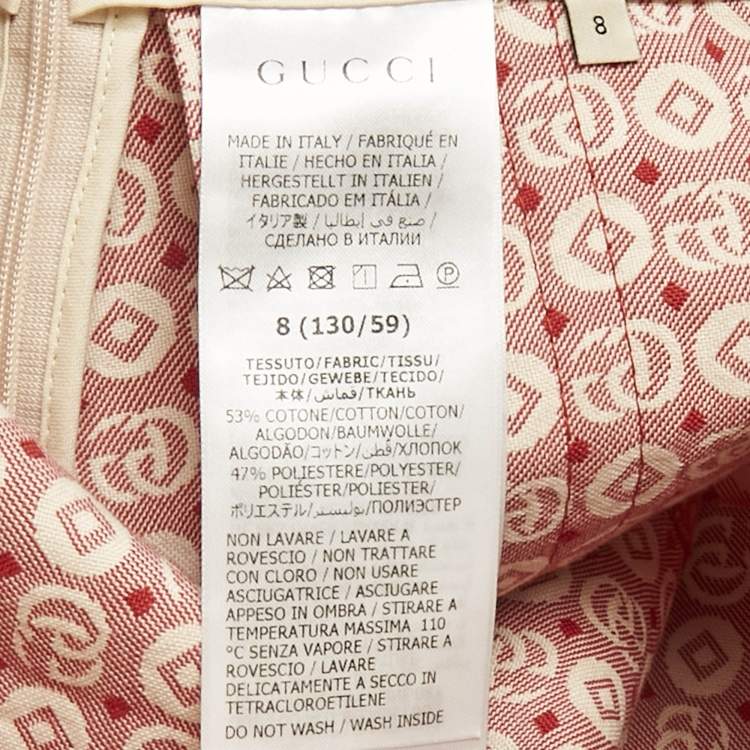 8
GUCCI
MADE IN ITALY / FABRIQUÉ EN
ITALIE / HECHO EN ITALIA /
HERGESTELLT IN ITALIEN /
FABRICADO EM ITÁLIA /
イタリア製 / صنع في إيطاليا /
СДЕЛАНО В ИТАЛИИ
P
8 (130/59)
TESSUTO/FABRIC/TISSU/
TEJIDO/GEWEBE/TECIDO/
本体/قماش/ТКАНЬ
53% COTONE/COTTON/COTON/
ALGODON/BAUMWOLLE/
ALGODÃO/コットン/قطن/ХЛОПОК
47% POLIESTERE/POLYESTER/
POLIÉSTER/POLIESTER/
ポリエステル/بوليستر/ПОЛИЭСТЕР
NON LAVARE / LAVARE A
ROVESCIO / NON TRATTARE
CON CLORO / NON USARE
ASCIUGATRICE / ASCIUGARE
APPESO IN OMBRA / STIRARE A
TEMPERATURA MASSIMA 110
°C SENZA VAPORE / STIRARE A
ROVESCIO / LAVARE
DELICATAMENTE A SECCO IN
TETRACLOROETILENE
DO NOT WASH / WASH INSIDE